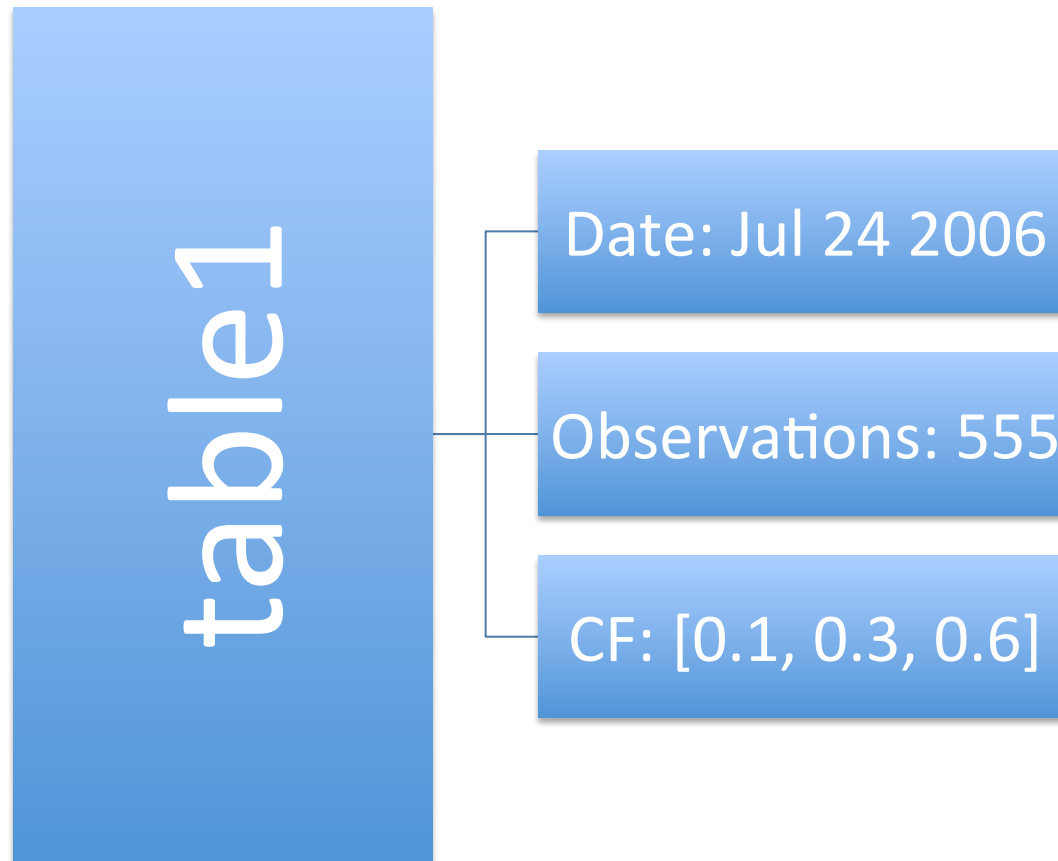 table1
Date: Jul 24 2006
Observations: 555
CF: [0.1, 0.3, 0.6]